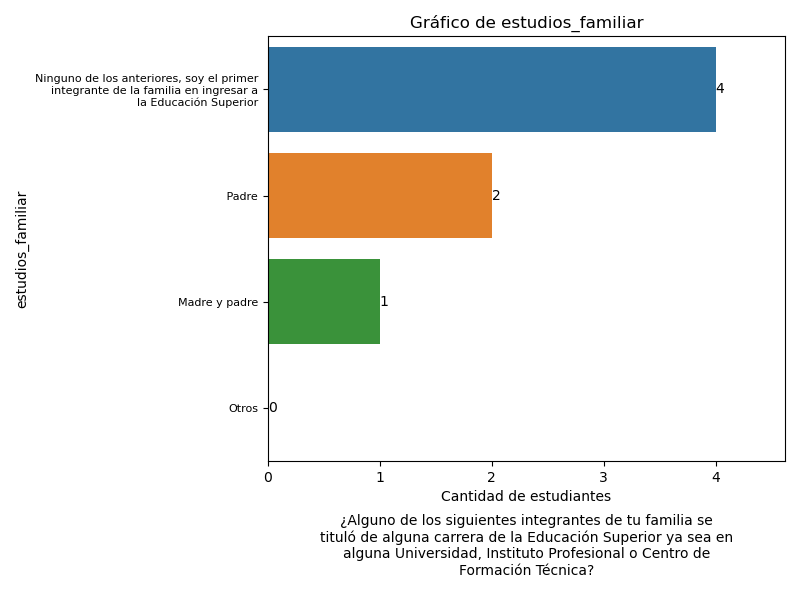 Gráfico de estudios_familiar
Ninguno de los anteriores, soy el primer
integrante de la familia en ingresar a
la Educación Superior
4
Padre
2
Madre y padre
1
Otros
0
estudios_familiar
0 1 2 3 4
Cantidad de estudiantes
¿Alguno de los siguientes integrantes de tu familia se
tituló de alguna carrera de la Educación Superior ya sea en
alguna Universidad, Instituto Profesional o Centro de
Formación Técnica?